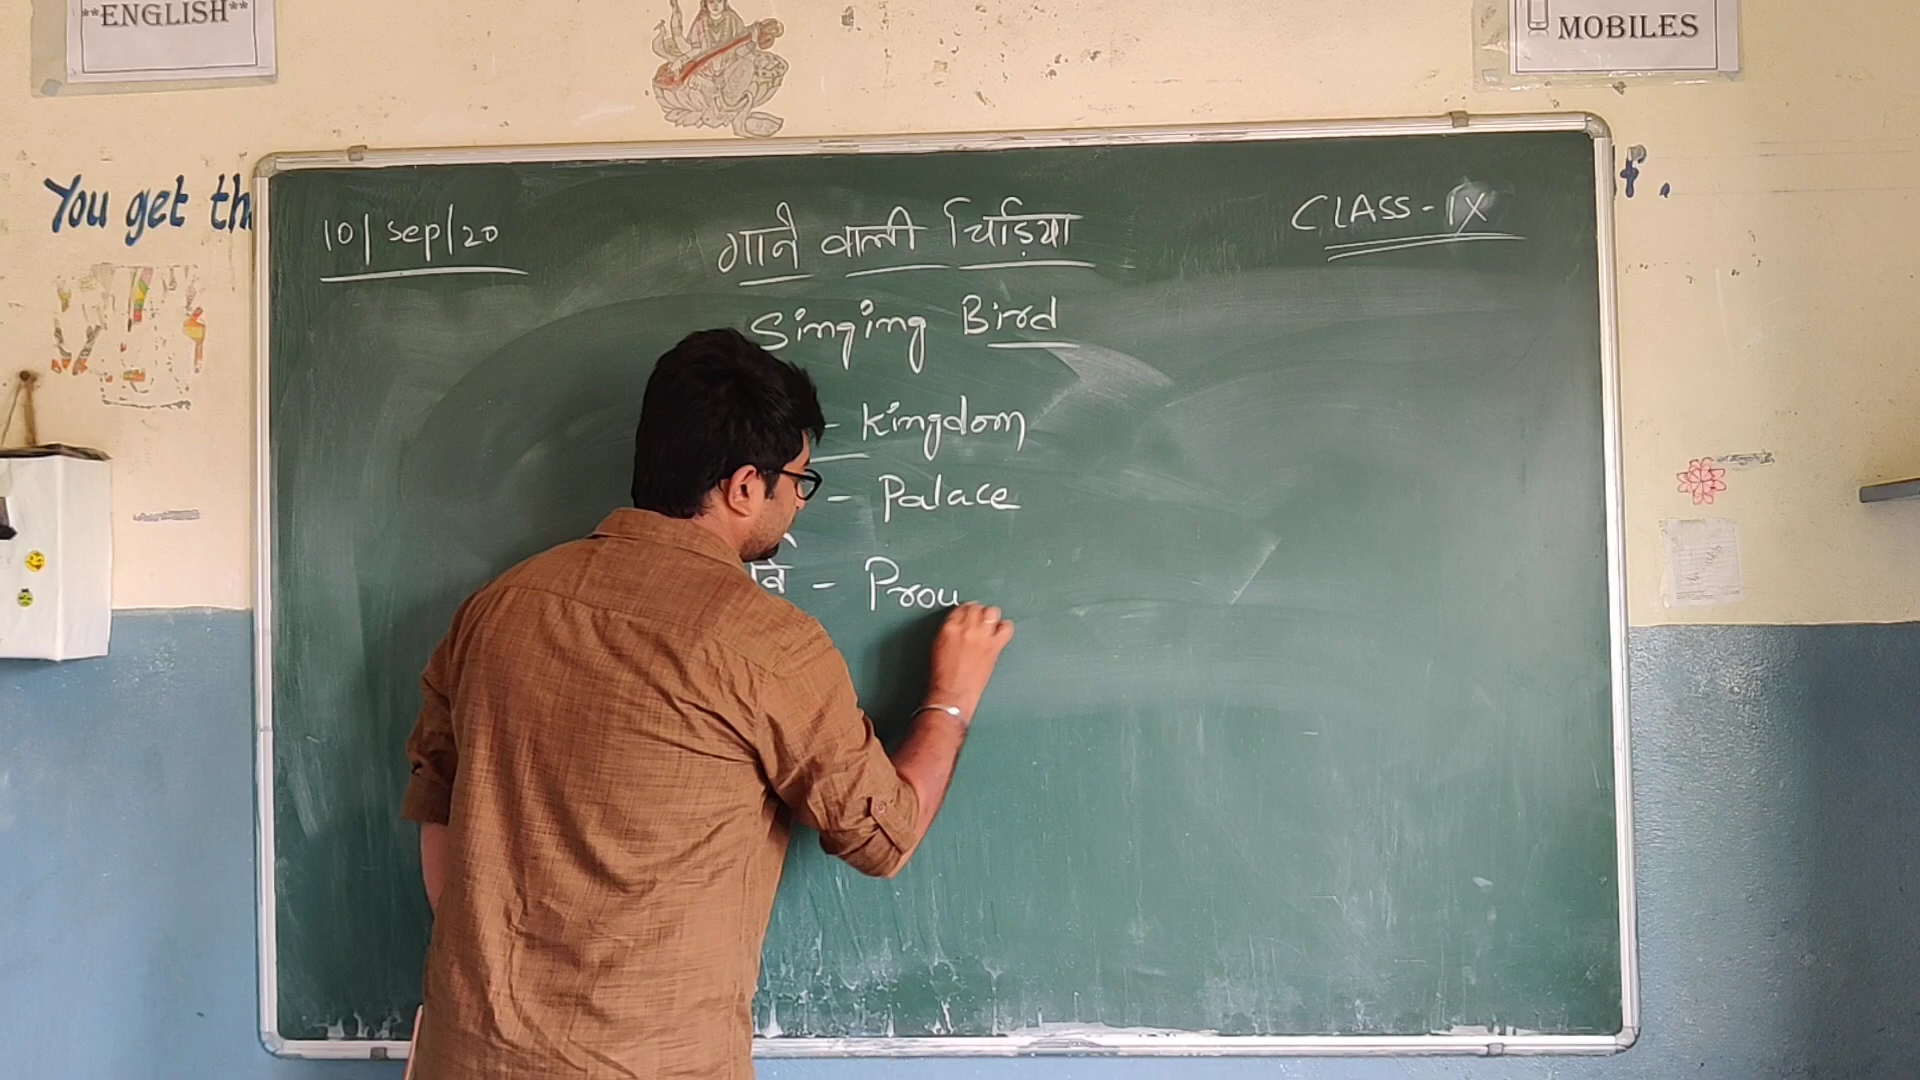 **ENGLISH**
MOBILES
You get th
f.
10/Sep/20
गाने वाली चिड़िया
CLASS-IX
Singing Bird
- Kingdom
- Palace
- Prou